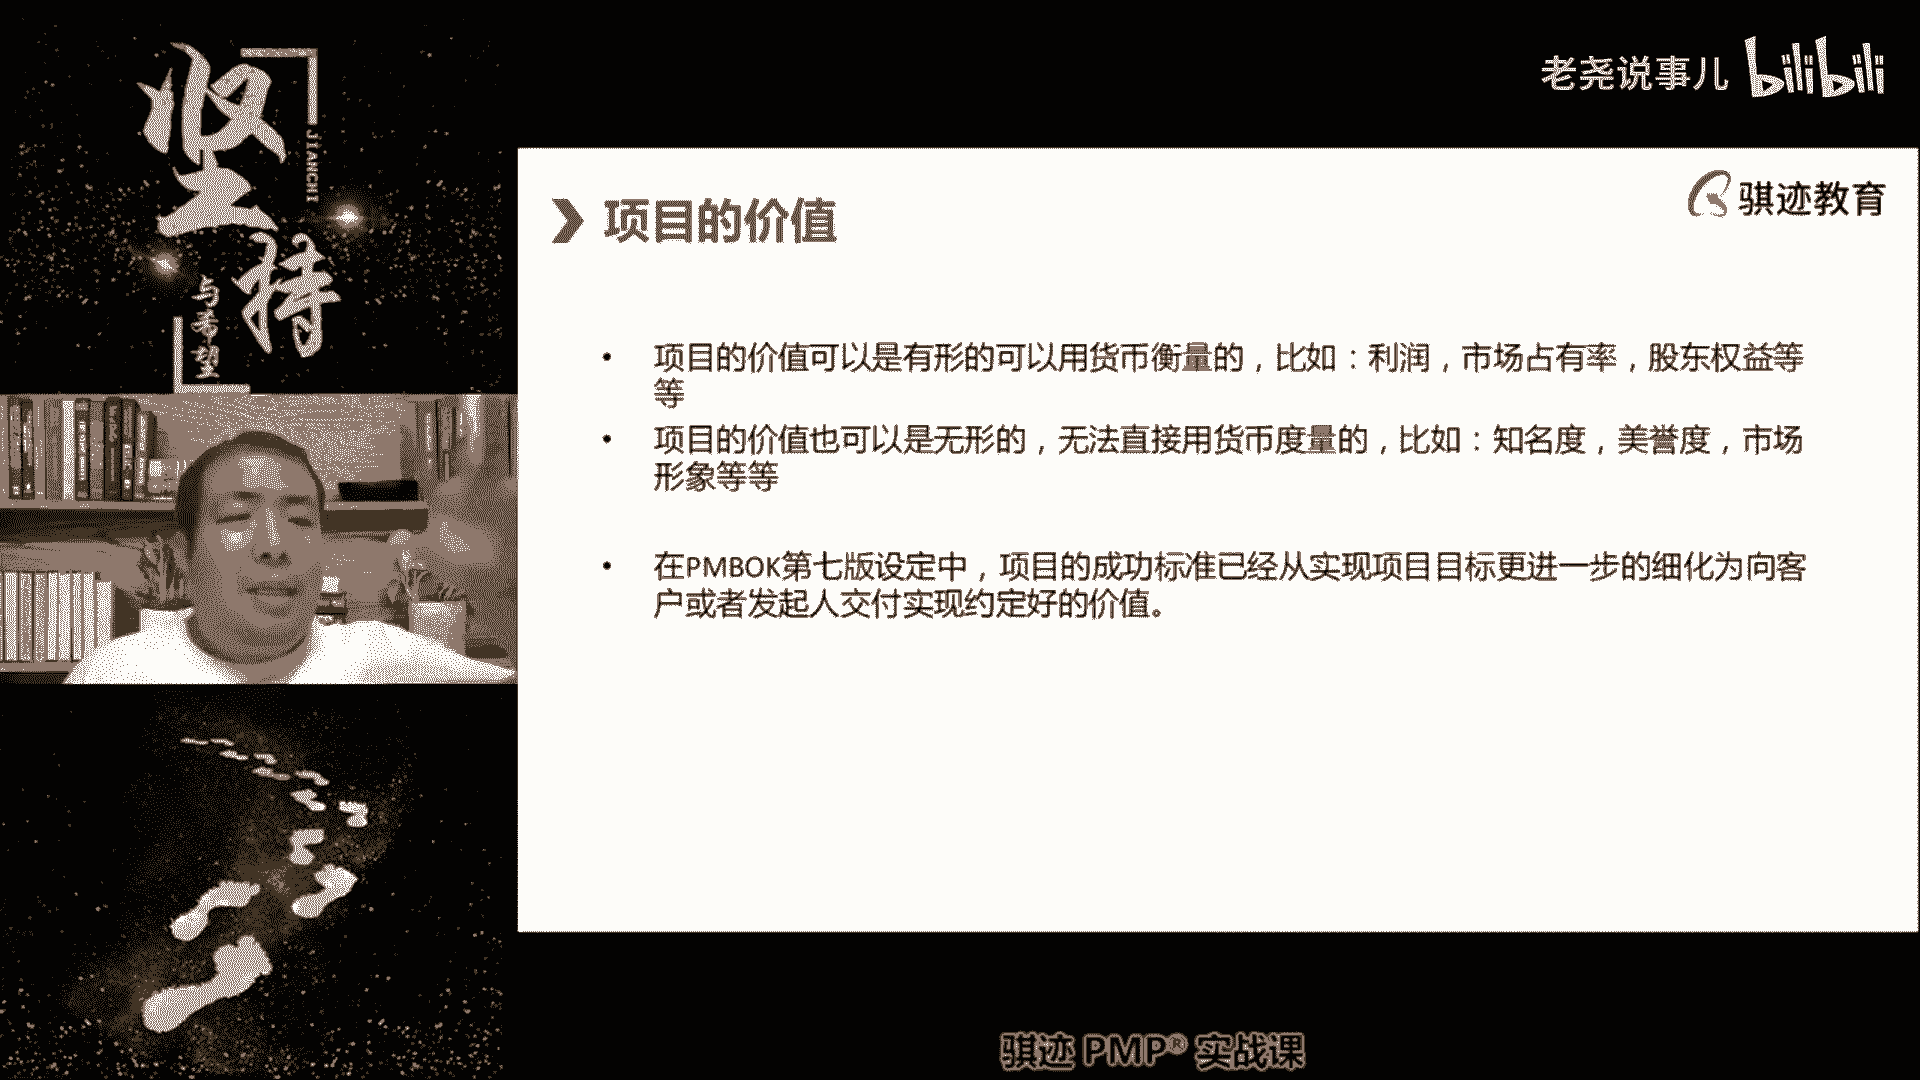 坚持
JIANCHI
与希望
老尧说事儿 bilibili
骐迹教育
项目的价值
• 项目的价值可以是有形的可以用货币衡量的，比如：利润，市场占有率，股东权益等
等
• 项目的价值也可以是无形的，无法直接用货币度量的，比如：知名度，美誉度，市场
形象等等
• 在PMBOK第七版设定中，项目的成功标准已经从实现项目目标更进一步的细化为向客
户或者发起人交付实现约定好的价值。
骐迹 PMP® 实战课